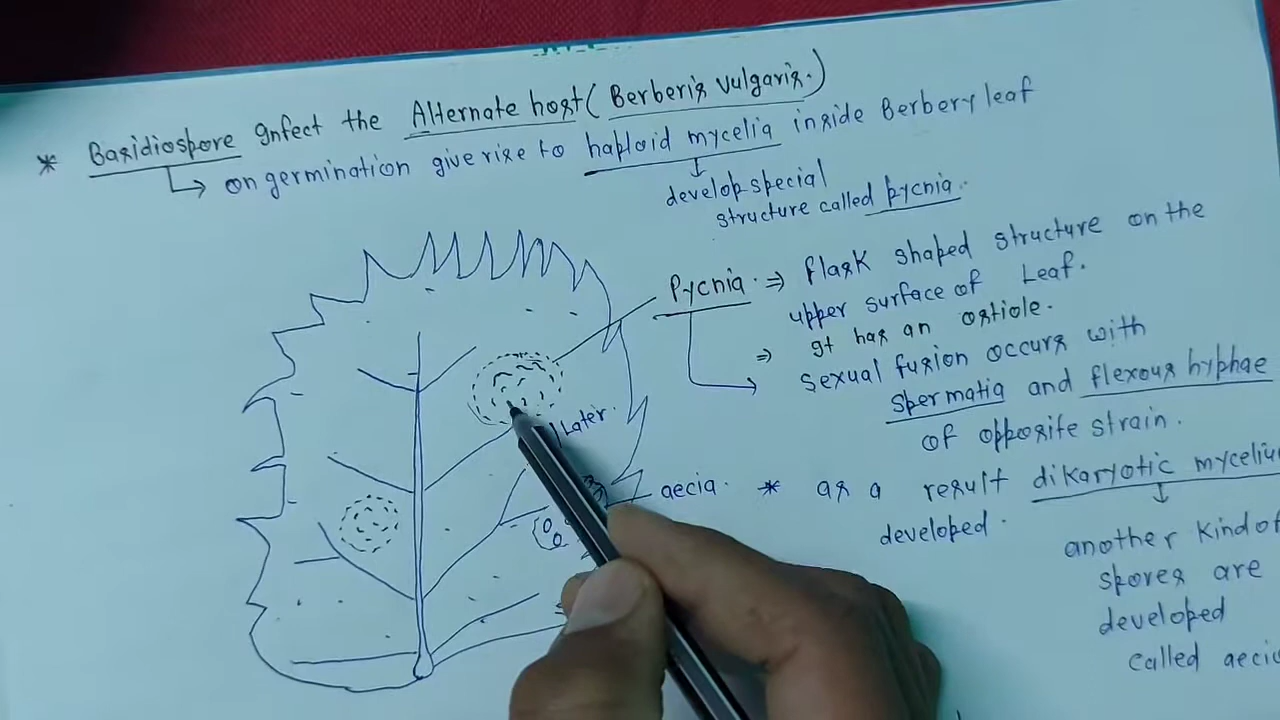 * Basidiospore Infect the Alternate host (Berberis vulgaris.)
↳ on germination give rise to haploid mycelia inside Berbery leaf
↓
develop special
structure called pycnia.
Pycnia ⇒ flask shaped structure on the
upper surface of Leaf.
⇒ It has an ostiole.
sexual fusion occurs with
spermatia and flexous hyphae
of opposite strain.
Later.
aecia. * as a result dikaryotic mycelium
developed.
↓
another kind of
spores are
developed
called